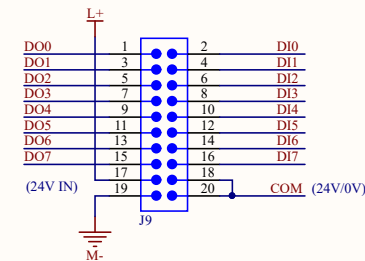 L+
DO0 1 2 DI0
DO1 3 4 DI1
DO2 5 6 DI2
DO3 7 8 DI3
DO4 9 10 DI4
DO5 11 12 DI5
DO6 13 14 DI6
DO7 15 16 DI7
17 18
(24V IN) 19 20 COM (24V/0V)
J9
M-